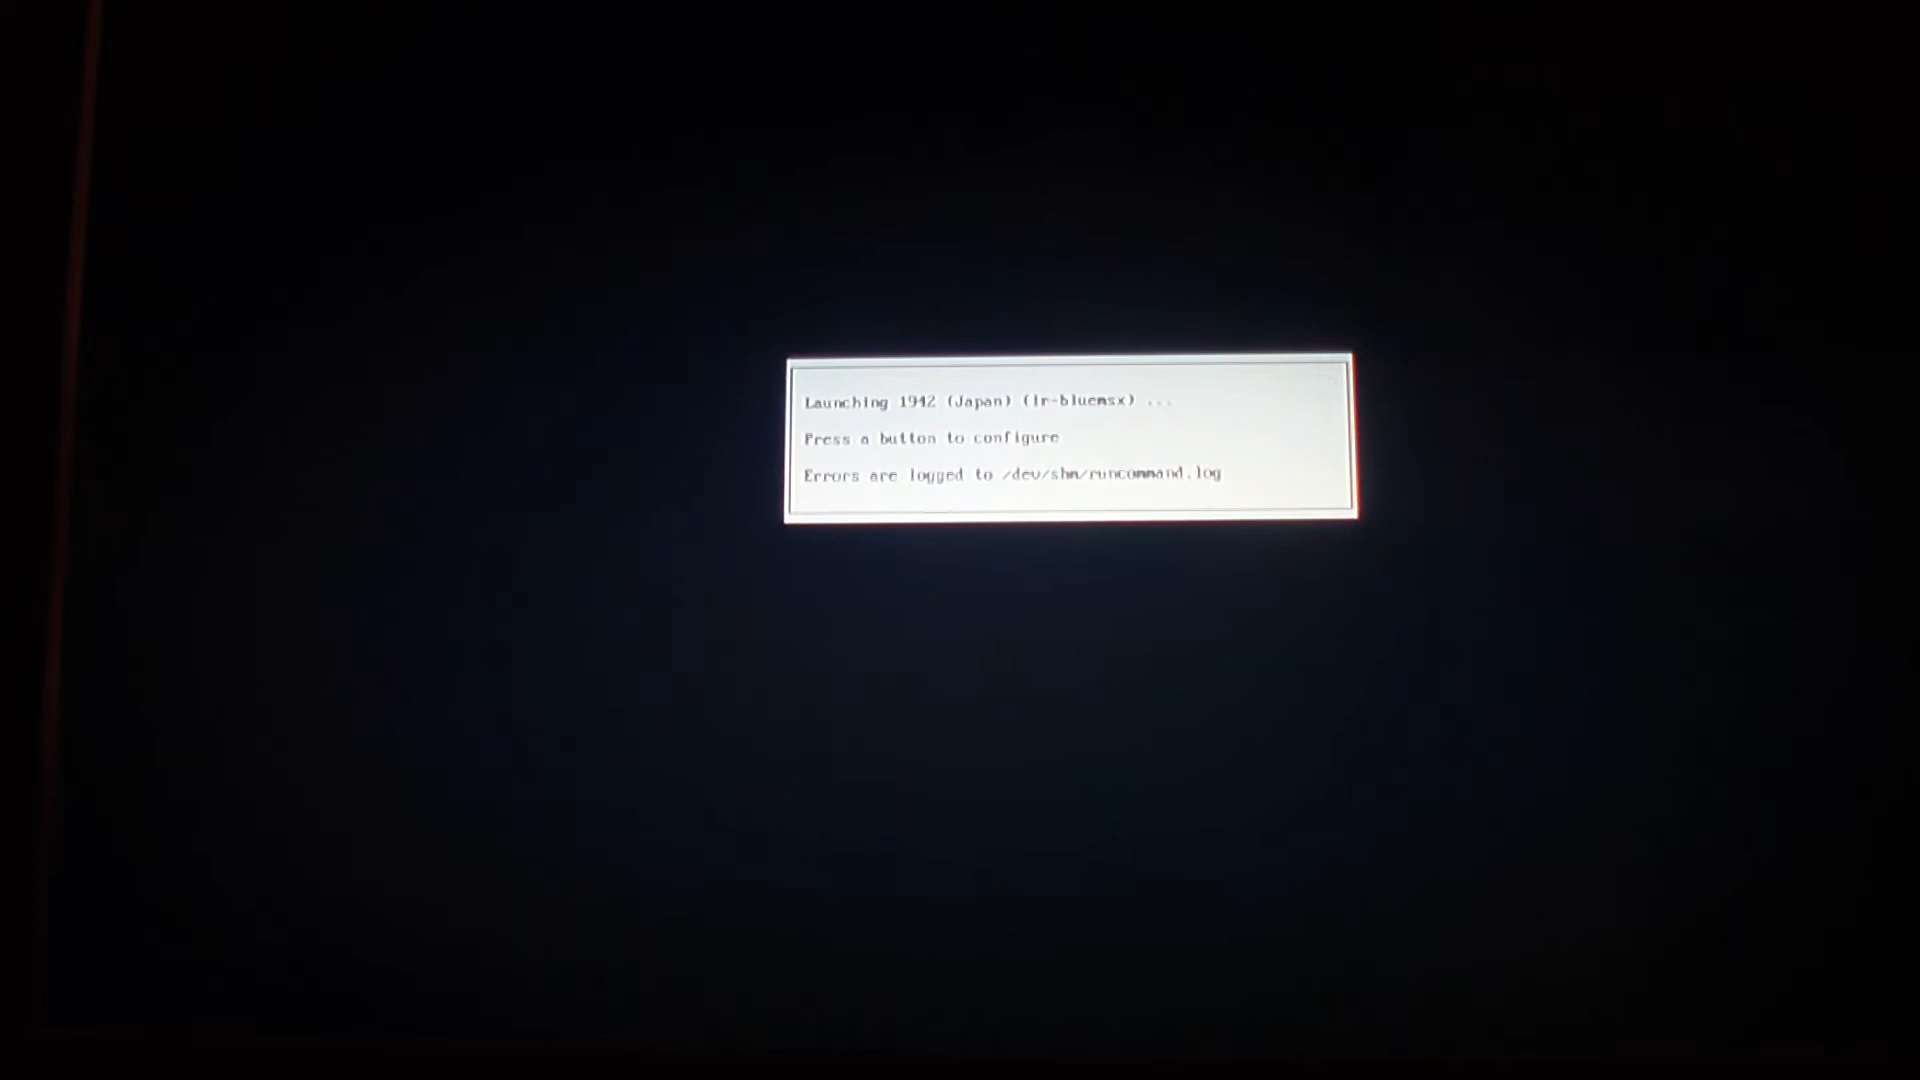 Launching 1942 (Japan) (lr-bluemsx) ...
Press a button to configure
Errors are logged to /dev/shm/runcommand.log